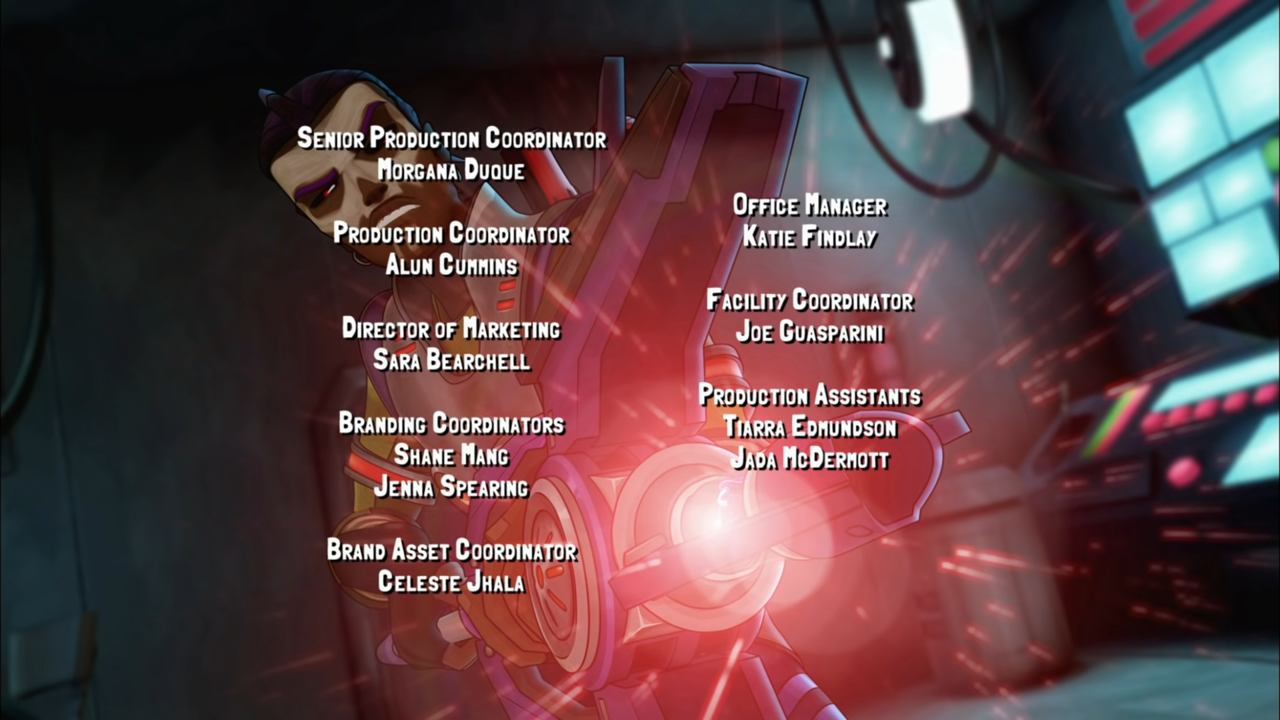 Senior Production Coordinator
Morgana Duque
Production Coordinator
Alun Cummins
Director of Marketing
Sara Bearchell
Branding Coordinators
Shane Mang
Jenna Spearing
Brand Asset Coordinator
Celeste Jhala
Office Manager
Katie Findlay
Facility Coordinator
Joe Guasparini
Production Assistants
Tiarra Edmundson
Jada McDermott